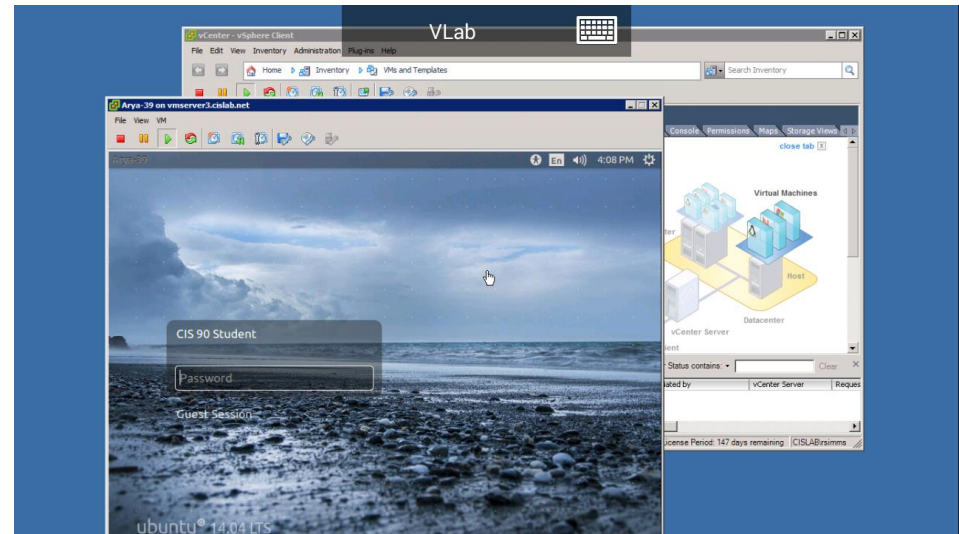 VLab
vCenter - vSphere Client
File Edit View Inventory Administration Plug-ins Help
Home Inventory VMs and Templates
Search Inventory
Arya-39 on vmserver3.cislab.net
File View VM
Console Permissions Maps Storage Views
close tab
Arya-39
En 4:08 PM
Virtual Machines
Host
Datacenter
vCenter Server
CIS 90 Student
Password
Guest Session
Status contains: Clear
vCenter Server Reques
License Period: 147 days remaining CISLAB\rsimms
ubuntu® 14.04 LTS